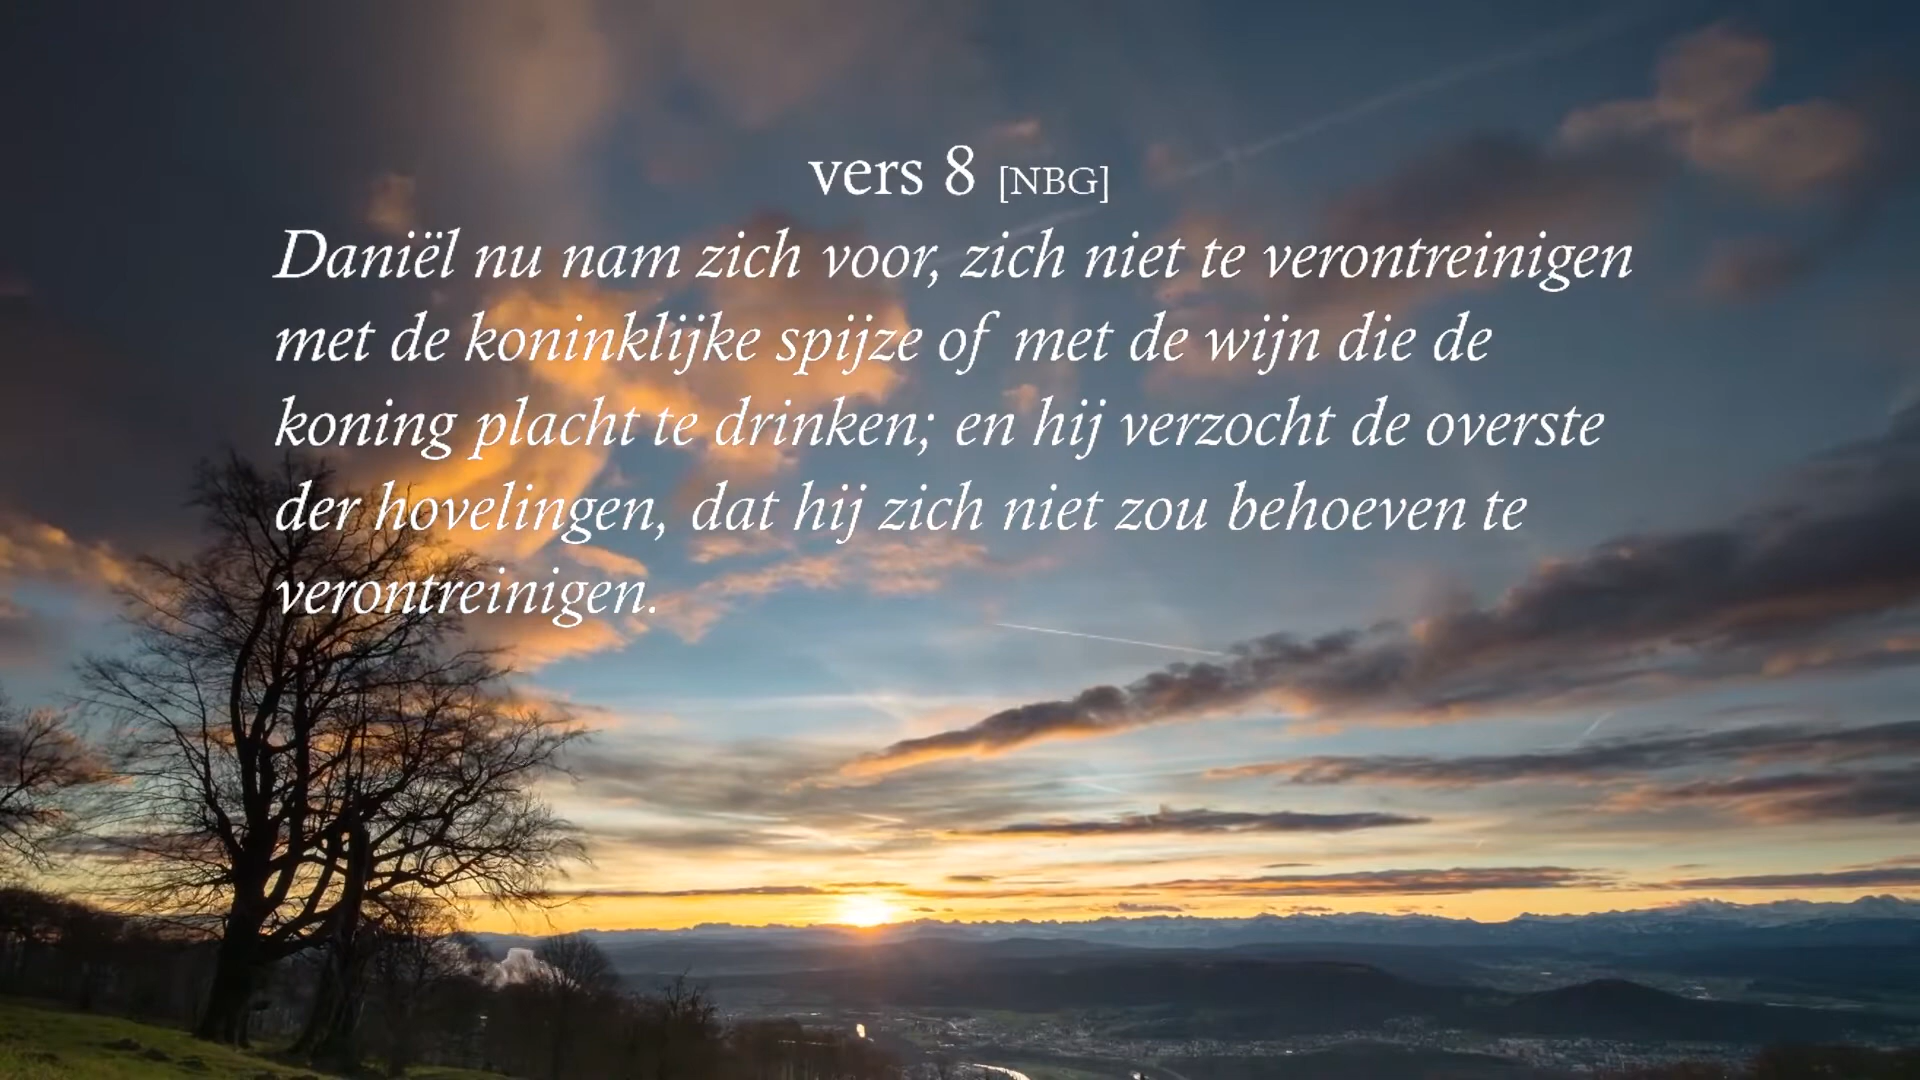 vers 8 [NBG]
Daniël nu nam zich voor, zich niet te verontreinigen
met de koninklijke spijze of met de wijn die de
koning placht te drinken; en hij verzocht de overste
der hovelingen, dat hij zich niet zou behoeven te
verontreinigen.